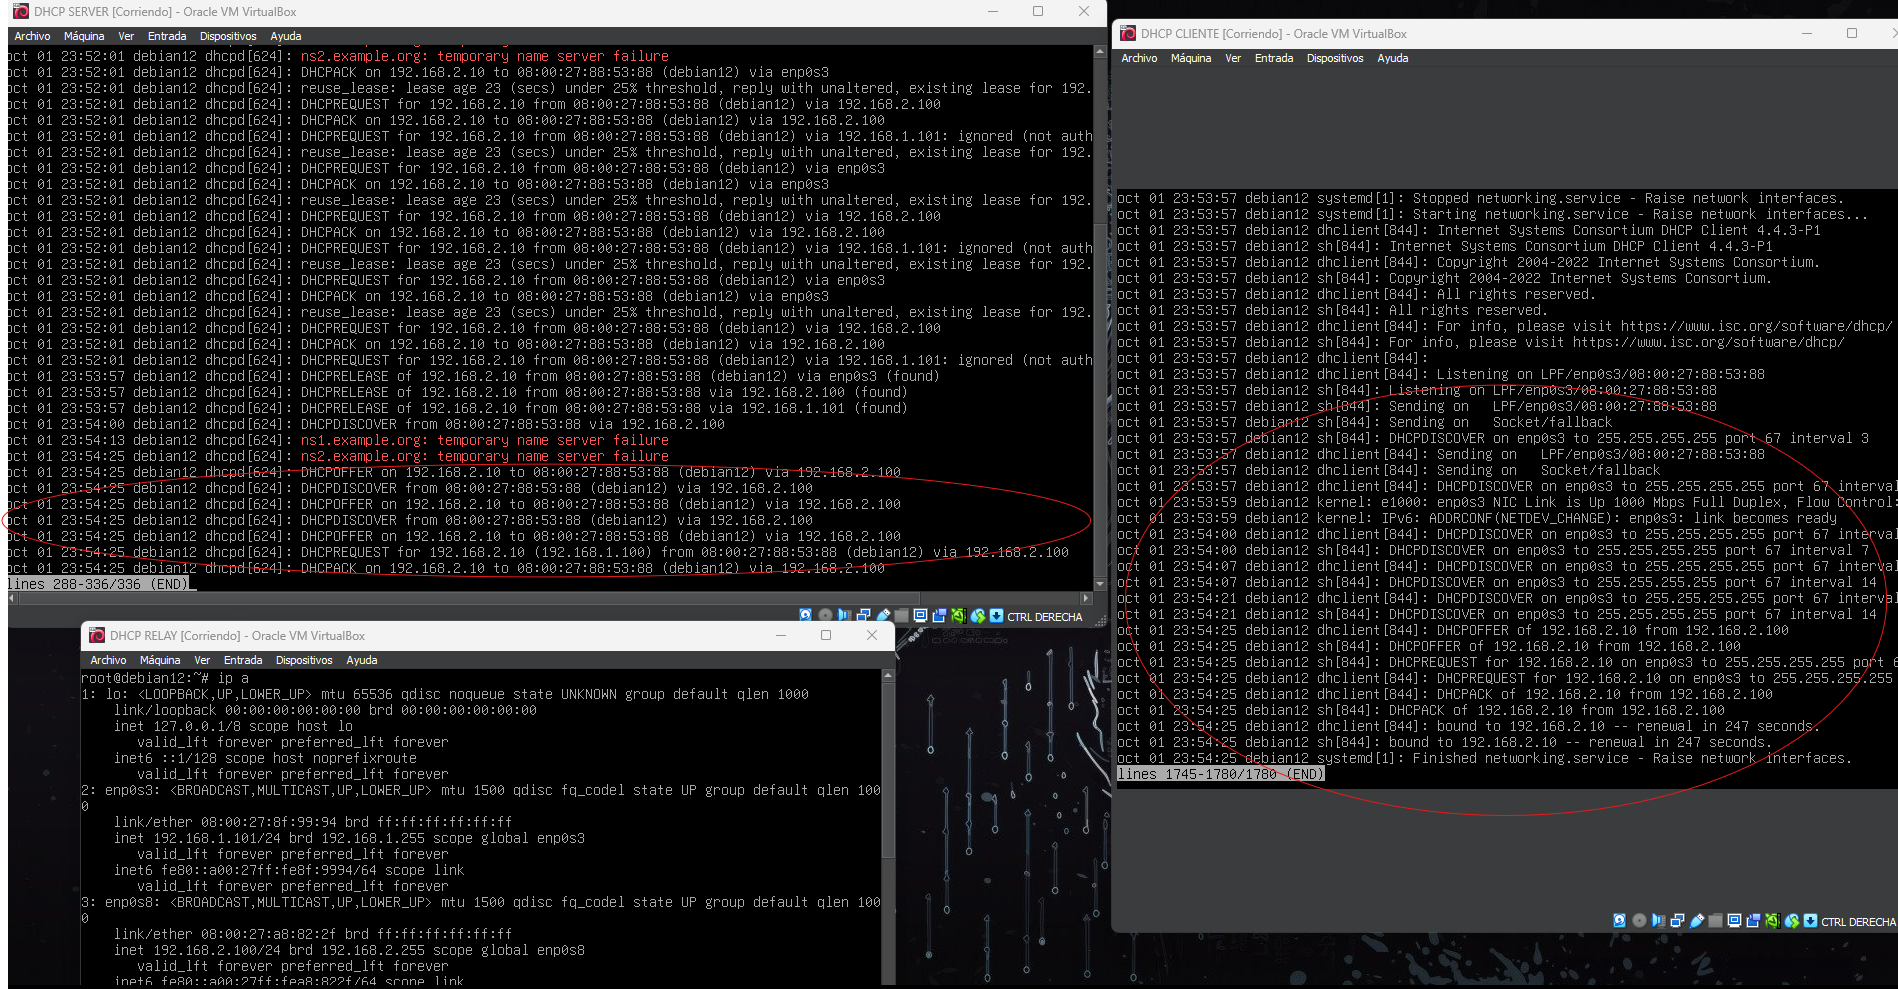 DHCP SERVER [Corriendo] - Oracle VM VirtualBox
Archivo Máquina Ver Entrada Dispositivos Ayuda
oct 01 23:52:01 debian12 dhcpd[624]: ns2.example.org: temporary name server failure
oct 01 23:52:01 debian12 dhcpd[624]: DHCPACK on 192.168.2.10 to 08:00:27:88:53:88 (debian12) via enp0s3
oct 01 23:52:01 debian12 dhcpd[624]: reuse_lease: lease age 23 (secs) under 25% threshold, reply with unaltered, existing lease for 192.
oct 01 23:52:01 debian12 dhcpd[624]: DHCPREQUEST for 192.168.2.10 from 08:00:27:88:53:88 (debian12) via 192.168.2.100
oct 01 23:52:01 debian12 dhcpd[624]: DHCPACK on 192.168.2.10 to 08:00:27:88:53:88 (debian12) via 192.168.2.100
oct 01 23:52:01 debian12 dhcpd[624]: DHCPREQUEST for 192.168.2.10 from 08:00:27:88:53:88 (debian12) via 192.168.1.101: ignored (not auth
oct 01 23:52:01 debian12 dhcpd[624]: reuse_lease: lease age 23 (secs) under 25% threshold, reply with unaltered, existing lease for 192.
oct 01 23:52:01 debian12 dhcpd[624]: DHCPREQUEST for 192.168.2.10 from 08:00:27:88:53:88 (debian12) via enp0s3
oct 01 23:52:01 debian12 dhcpd[624]: DHCPACK on 192.168.2.10 to 08:00:27:88:53:88 (debian12) via enp0s3
oct 01 23:52:01 debian12 dhcpd[624]: reuse_lease: lease age 23 (secs) under 25% threshold, reply with unaltered, existing lease for 192.
oct 01 23:52:01 debian12 dhcpd[624]: DHCPREQUEST for 192.168.2.10 from 08:00:27:88:53:88 (debian12) via 192.168.2.100
oct 01 23:52:01 debian12 dhcpd[624]: DHCPACK on 192.168.2.10 to 08:00:27:88:53:88 (debian12) via 192.168.2.100
oct 01 23:52:01 debian12 dhcpd[624]: DHCPREQUEST for 192.168.2.10 from 08:00:27:88:53:88 (debian12) via 192.168.1.101: ignored (not auth
oct 01 23:52:01 debian12 dhcpd[624]: reuse_lease: lease age 23 (secs) under 25% threshold, reply with unaltered, existing lease for 192.
oct 01 23:52:01 debian12 dhcpd[624]: DHCPREQUEST for 192.168.2.10 from 08:00:27:88:53:88 (debian12) via enp0s3
oct 01 23:52:01 debian12 dhcpd[624]: DHCPACK on 192.168.2.10 to 08:00:27:88:53:88 (debian12) via enp0s3
oct 01 23:52:01 debian12 dhcpd[624]: reuse_lease: lease age 23 (secs) under 25% threshold, reply with unaltered, existing lease for 192.
oct 01 23:52:01 debian12 dhcpd[624]: DHCPREQUEST for 192.168.2.10 from 08:00:27:88:53:88 (debian12) via 192.168.2.100
oct 01 23:52:01 debian12 dhcpd[624]: DHCPACK on 192.168.2.10 to 08:00:27:88:53:88 (debian12) via 192.168.2.100
oct 01 23:52:01 debian12 dhcpd[624]: DHCPREQUEST for 192.168.2.10 from 08:00:27:88:53:88 (debian12) via 192.168.1.101: ignored (not auth
oct 01 23:53:57 debian12 dhcpd[624]: DHCPRELEASE of 192.168.2.10 from 08:00:27:88:53:88 (debian12) via enp0s3 (found)
oct 01 23:53:57 debian12 dhcpd[624]: DHCPRELEASE of 192.168.2.10 from 08:00:27:88:53:88 via 192.168.2.100 (found)
oct 01 23:53:57 debian12 dhcpd[624]: DHCPRELEASE of 192.168.2.10 from 08:00:27:88:53:88 via 192.168.1.101 (found)
oct 01 23:54:00 debian12 dhcpd[624]: DHCPDISCOVER from 08:00:27:88:53:88 via 192.168.2.100
oct 01 23:54:13 debian12 dhcpd[624]: ns1.example.org: temporary name server failure
oct 01 23:54:25 debian12 dhcpd[624]: ns2.example.org: temporary name server failure
oct 01 23:54:25 debian12 dhcpd[624]: DHCPOFFER on 192.168.2.10 to 08:00:27:88:53:88 (debian12) via 192.168.2.100
oct 01 23:54:25 debian12 dhcpd[624]: DHCPDISCOVER from 08:00:27:88:53:88 (debian12) via 192.168.2.100
oct 01 23:54:25 debian12 dhcpd[624]: DHCPOFFER on 192.168.2.10 to 08:00:27:88:53:88 (debian12) via 192.168.2.100
oct 01 23:54:25 debian12 dhcpd[624]: DHCPDISCOVER from 08:00:27:88:53:88 (debian12) via 192.168.2.100
oct 01 23:54:25 debian12 dhcpd[624]: DHCPOFFER on 192.168.2.10 to 08:00:27:88:53:88 (debian12) via 192.168.2.100
oct 01 23:54:25 debian12 dhcpd[624]: DHCPREQUEST for 192.168.2.10 (192.168.1.100) from 08:00:27:88:53:88 (debian12) via 192.168.2.100
oct 01 23:54:25 debian12 dhcpd[624]: DHCPACK on 192.168.2.10 to 08:00:27:88:53:88 (debian12) via 192.168.2.100
lines 288-336/336 (END)
CTRL DERECHA
DHCP CLIENTE [Corriendo] - Oracle VM VirtualBox
Archivo Máquina Ver Entrada Dispositivos Ayuda
oct 01 23:53:57 debian12 systemd[1]: Stopped networking.service - Raise network interfaces.
oct 01 23:53:57 debian12 systemd[1]: Starting networking.service - Raise network interfaces...
oct 01 23:53:57 debian12 dhclient[844]: Internet Systems Consortium DHCP Client 4.4.3-P1
oct 01 23:53:57 debian12 sh[844]: Internet Systems Consortium DHCP Client 4.4.3-P1
oct 01 23:53:57 debian12 dhclient[844]: Copyright 2004-2022 Internet Systems Consortium.
oct 01 23:53:57 debian12 sh[844]: Copyright 2004-2022 Internet Systems Consortium.
oct 01 23:53:57 debian12 dhclient[844]: All rights reserved.
oct 01 23:53:57 debian12 sh[844]: All rights reserved.
oct 01 23:53:57 debian12 dhclient[844]: For info, please visit https://www.isc.org/software/dhcp/
oct 01 23:53:57 debian12 sh[844]: For info, please visit https://www.isc.org/software/dhcp/
oct 01 23:53:57 debian12 dhclient[844]:
oct 01 23:53:57 debian12 dhclient[844]: Listening on LPF/enp0s3/08:00:27:88:53:88
oct 01 23:53:57 debian12 sh[844]: Listening on LPF/enp0s3/08:00:27:88:53:88
oct 01 23:53:57 debian12 sh[844]: Sending on LPF/enp0s3/08:00:27:88:53:88
oct 01 23:53:57 debian12 sh[844]: Sending on Socket/fallback
oct 01 23:53:57 debian12 sh[844]: DHCPDISCOVER on enp0s3 to 255.255.255.255 port 67 interval 3
oct 01 23:53:57 debian12 dhclient[844]: Sending on LPF/enp0s3/08:00:27:88:53:88
oct 01 23:53:57 debian12 dhclient[844]: Sending on Socket/fallback
oct 01 23:53:57 debian12 dhclient[844]: DHCPDISCOVER on enp0s3 to 255.255.255.255 port 67 interval
oct 01 23:53:59 debian12 kernel: e1000: enp0s3 NIC Link is Up 1000 Mbps Full Duplex, Flow Control:
oct 01 23:53:59 debian12 kernel: IPv6: ADDRCONF(NETDEV_CHANGE): enp0s3: link becomes ready
oct 01 23:54:00 debian12 dhclient[844]: DHCPDISCOVER on enp0s3 to 255.255.255.255 port 67 interval
oct 01 23:54:00 debian12 sh[844]: DHCPDISCOVER on enp0s3 to 255.255.255.255 port 67 interval 7
oct 01 23:54:07 debian12 dhclient[844]: DHCPDISCOVER on enp0s3 to 255.255.255.255 port 67 interval
oct 01 23:54:07 debian12 sh[844]: DHCPDISCOVER on enp0s3 to 255.255.255.255 port 67 interval 14
oct 01 23:54:21 debian12 dhclient[844]: DHCPDISCOVER on enp0s3 to 255.255.255.255 port 67 interval
oct 01 23:54:21 debian12 sh[844]: DHCPDISCOVER on enp0s3 to 255.255.255.255 port 67 interval 14
oct 01 23:54:25 debian12 dhclient[844]: DHCPOFFER of 192.168.2.10 from 192.168.2.100
oct 01 23:54:25 debian12 sh[844]: DHCPOFFER of 192.168.2.10 from 192.168.2.100
oct 01 23:54:25 debian12 sh[844]: DHCPREQUEST for 192.168.2.10 on enp0s3 to 255.255.255.255 port 6
oct 01 23:54:25 debian12 dhclient[844]: DHCPREQUEST for 192.168.2.10 on enp0s3 to 255.255.255.255
oct 01 23:54:25 debian12 dhclient[844]: DHCPACK of 192.168.2.10 from 192.168.2.100
oct 01 23:54:25 debian12 sh[844]: DHCPACK of 192.168.2.10 from 192.168.2.100
oct 01 23:54:25 debian12 dhclient[844]: bound to 192.168.2.10 -- renewal in 247 seconds.
oct 01 23:54:25 debian12 sh[844]: bound to 192.168.2.10 -- renewal in 247 seconds.
oct 01 23:54:25 debian12 systemd[1]: Finished networking.service - Raise network interfaces.
lines 1745-1780/1780 (END)
CTRL DERECHA
DHCP RELAY [Corriendo] - Oracle VM VirtualBox
Archivo Máquina Ver Entrada Dispositivos Ayuda
root@debian12:~# ip a
1: lo: <LOOPBACK,UP,LOWER_UP> mtu 65536 qdisc noqueue state UNKNOWN group default qlen 1000
link/loopback 00:00:00:00:00:00 brd 00:00:00:00:00:00
inet 127.0.0.1/8 scope host lo
valid_lft forever preferred_lft forever
inet6 ::1/128 scope host noprefixroute
valid_lft forever preferred_lft forever
2: enp0s3: <BROADCAST,MULTICAST,UP,LOWER_UP> mtu 1500 qdisc fq_codel state UP group default qlen 100
0
link/ether 08:00:27:8f:99:94 brd ff:ff:ff:ff:ff:ff
inet 192.168.1.101/24 brd 192.168.1.255 scope global enp0s3
valid_lft forever preferred_lft forever
inet6 fe80::a00:27ff:fe8f:9994/64 scope link
valid_lft forever preferred_lft forever
3: enp0s8: <BROADCAST,MULTICAST,UP,LOWER_UP> mtu 1500 qdisc fq_codel state UP group default qlen 100
0
link/ether 08:00:27:a8:82:2f brd ff:ff:ff:ff:ff:ff
inet 192.168.2.100/24 brd 192.168.2.255 scope global enp0s8
valid_lft forever preferred_lft forever
inet6 fe80::a00:27ff:fea8:822f/64 scope link